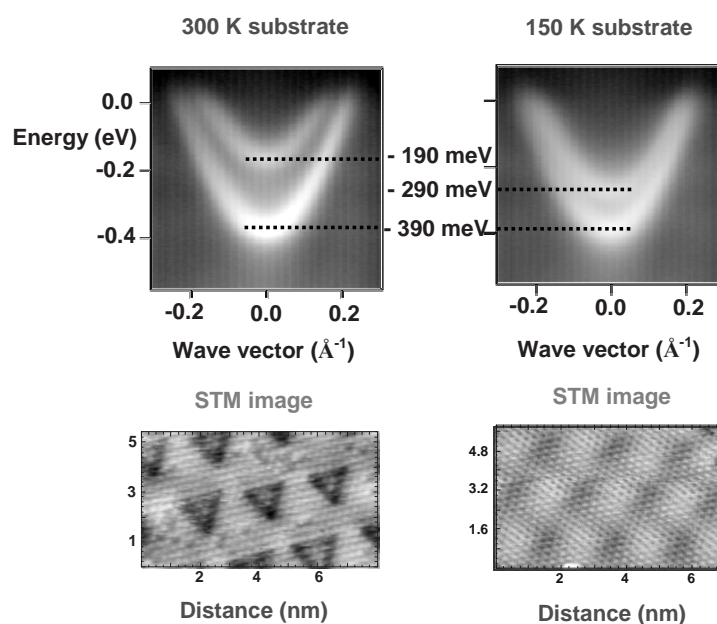 300 K substrate
150 K substrate
0.0
Energy (eV)
-0.2
-0.4
- 190 meV
- 290 meV
- 390 meV
-0.2 0.0 0.2
-0.2 0.0 0.2
Wave vector (Å-1)
Wave vector (Å-1)
STM image
STM image
5
3
1
2 4 6
4.8
3.2
1.6
2 4 6
Distance (nm)
Distance (nm)